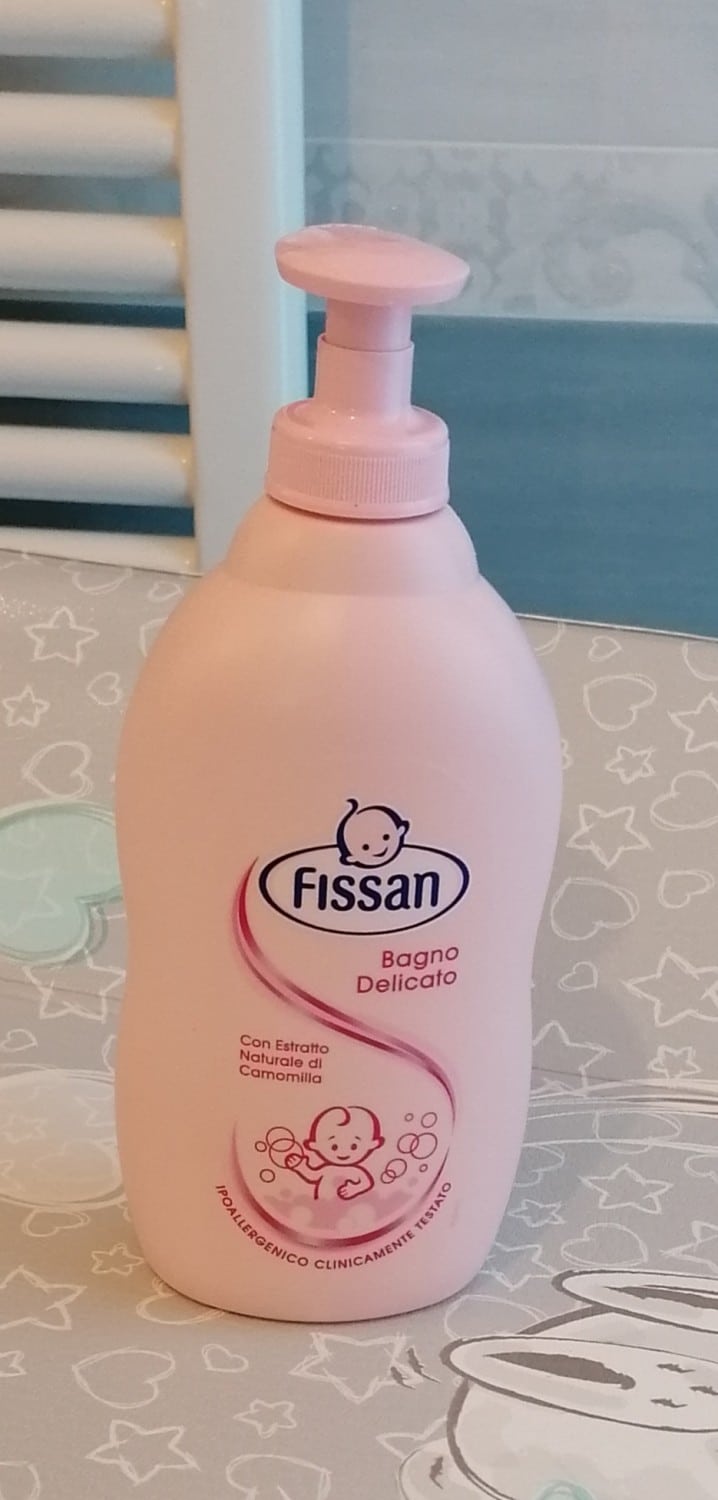 Fissan
Bagno
Delicato
Con Estratto
Naturale di
Camomilla
IPOALLERGENICO CLINICAMENTE TESTATO